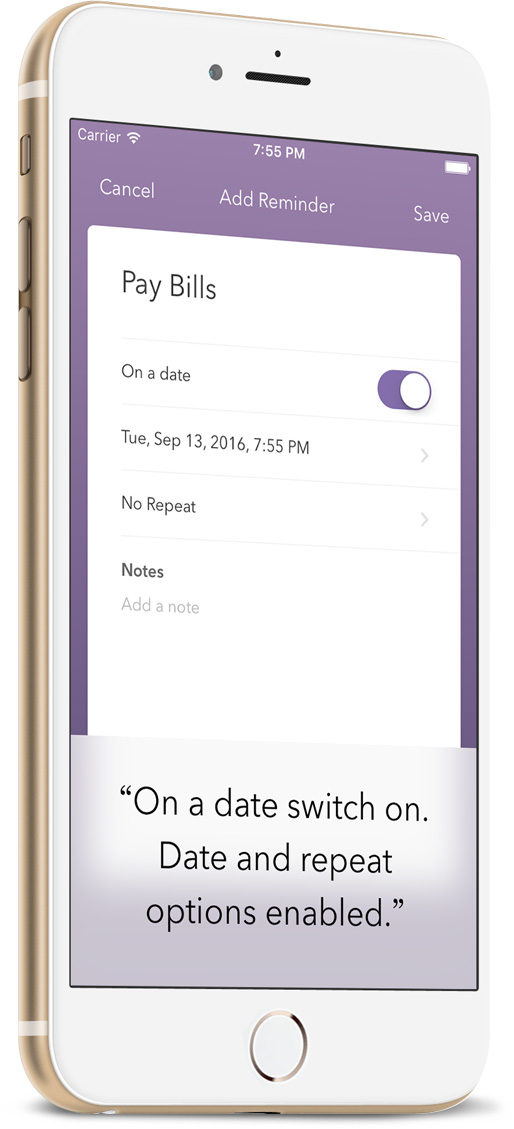 Carrier
7:55 PM
Cancel
Add Reminder
Save
Pay Bills
On a date
Tue, Sep 13, 2016, 7:55 PM
No Repeat
Notes
Add a note
“On a date switch on.
Date and repeat
options enabled.”